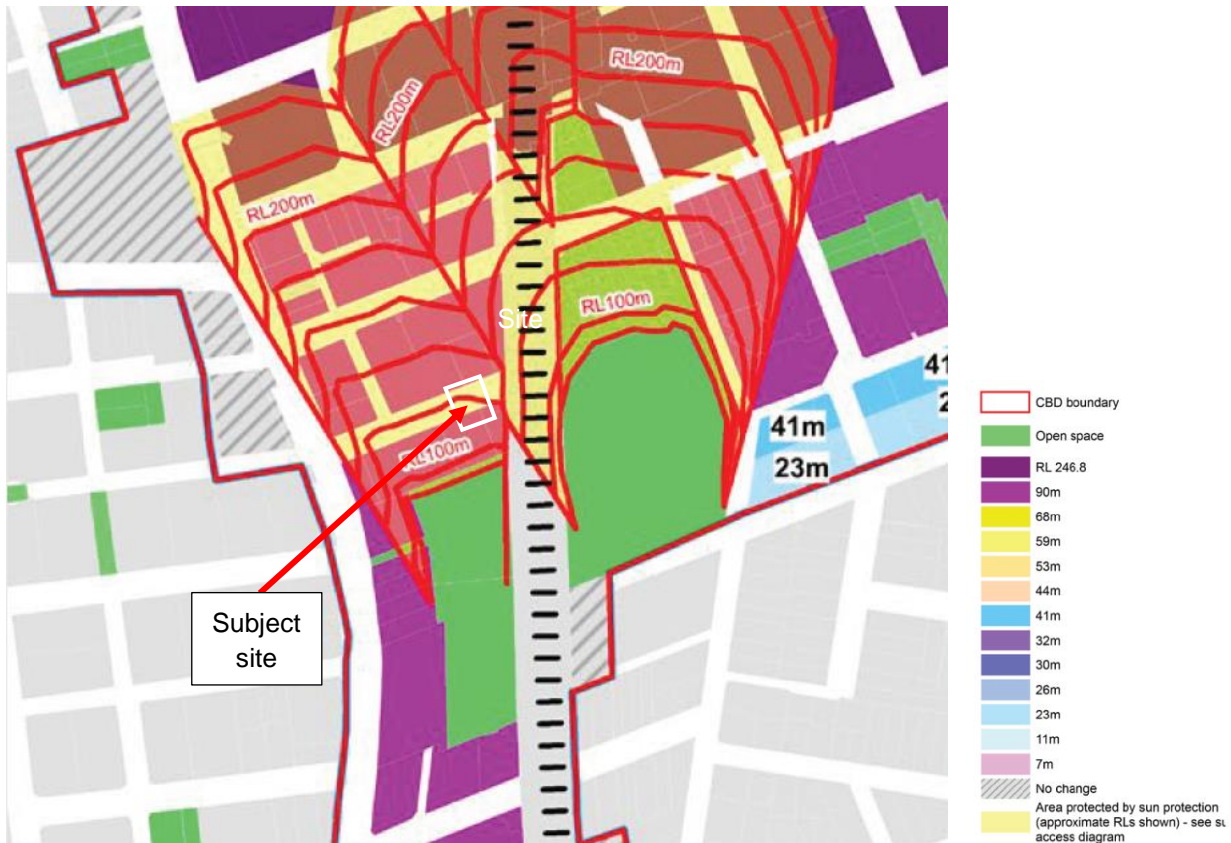 RL200m
RL200m
RL200m
Site
RL100m
41
2
41m
RL100m
23m
Subject
site
CBD boundary
Open space
RL 246.8
90m
68m
59m
53m
44m
41m
32m
30m
26m
23m
11m
7m
No change
Area protected by sun protection
(approximate RLs shown) - see su
access diagram